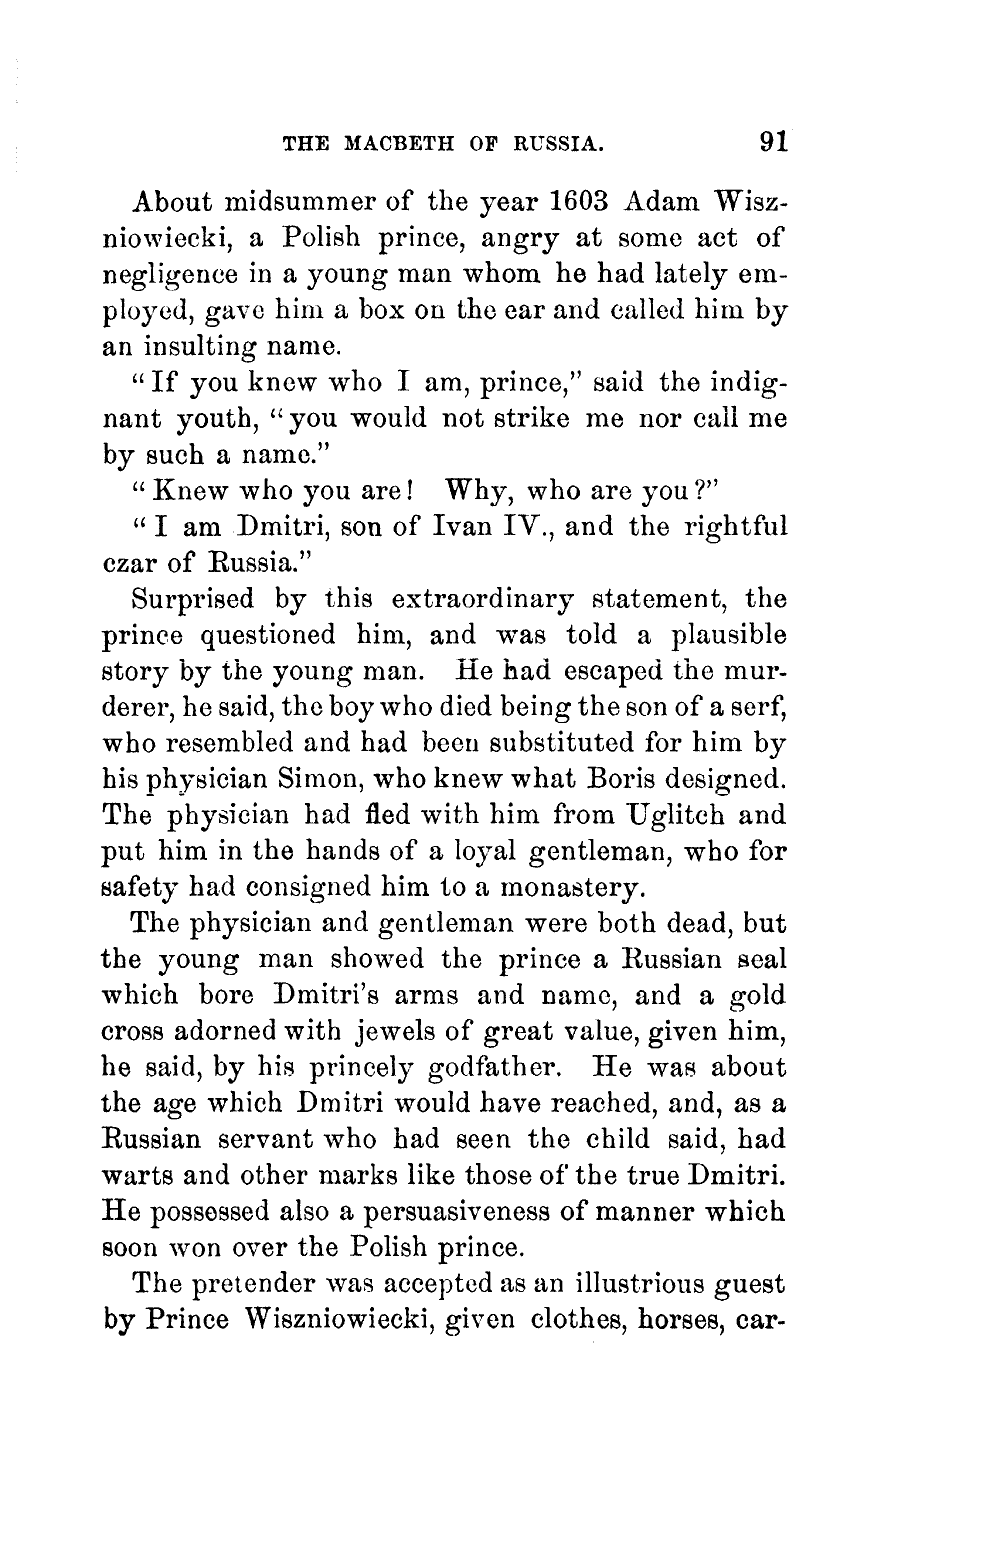 THE MACBETH OF RUSSIA. 91
About midsummer of the year 1603 Adam Wisz-
niowiecki, a Polish prince, angry at some act of
negligence in a young man whom he had lately em-
ployed, gave him a box on the ear and called him by
an insulting name.
“If you knew who I am, prince,” said the indig-
nant youth, “you would not strike me nor call me
by such a name.”
“Knew who you are! Why, who are you?”
“I am Dmitri, son of Ivan IV., and the rightful
czar of Russia.”
Surprised by this extraordinary statement, the
prince questioned him, and was told a plausible
story by the young man. He had escaped the mur-
derer, he said, the boy who died being the son of a serf,
who resembled and had been substituted for him by
his physician Simon, who knew what Boris designed.
The physician had fled with him from Uglitch and
put him in the hands of a loyal gentleman, who for
safety had consigned him to a monastery.
The physician and gentleman were both dead, but
the young man showed the prince a Russian seal
which bore Dmitri's arms and name, and a gold
cross adorned with jewels of great value, given him,
he said, by his princely godfather. He was about
the age which Dmitri would have reached, and, as a
Russian servant who had seen the child said, had
warts and other marks like those of the true Dmitri.
He possessed also a persuasiveness of manner which
soon won over the Polish prince.
The pretender was accepted as an illustrious guest
by Prince Wiszniowiecki, given clothes, horses, car-